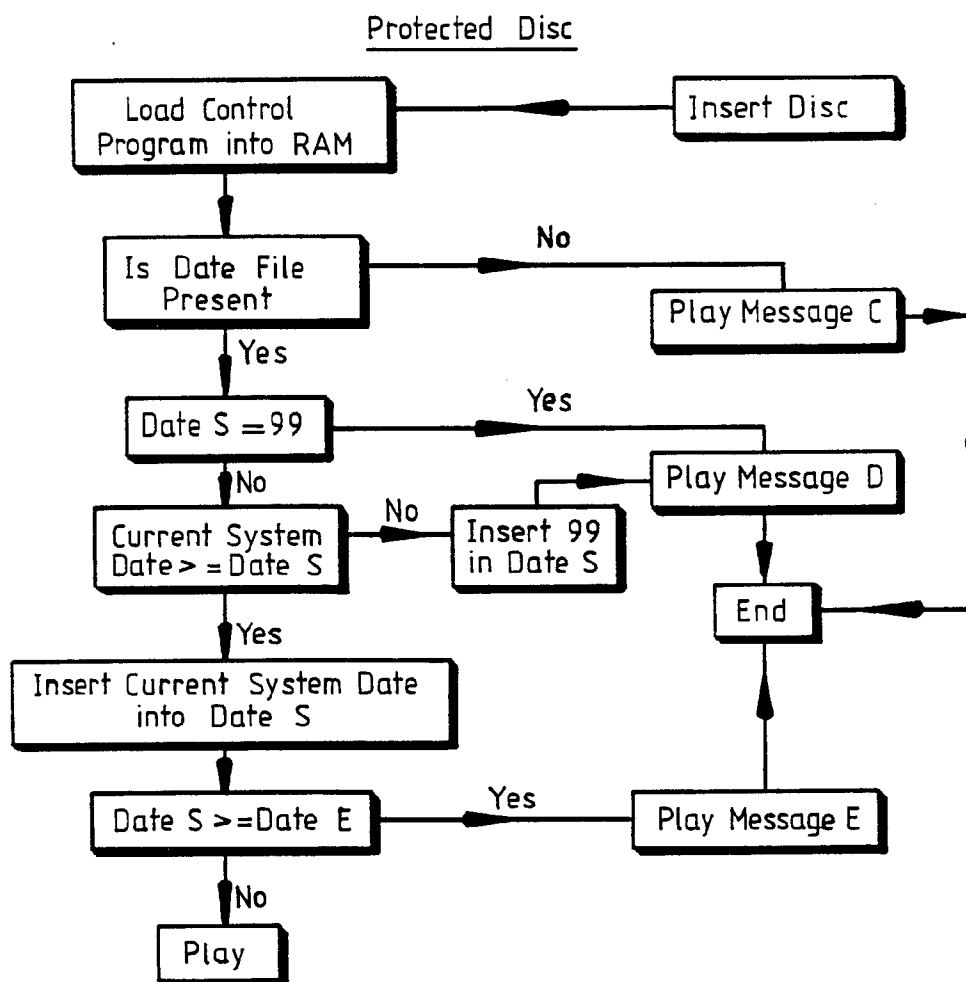 Protected Disc
Load Control
Program into RAM
Insert Disc
Is Date File
Present
No
Play Message C
Yes
Date S = 99
Yes
Play Message D
No
Current System
Date > = Date S
No
Insert 99
in Date S
End
Yes
Insert Current System Date
into Date S
Date S >= Date E
Yes
Play Message E
No
Play